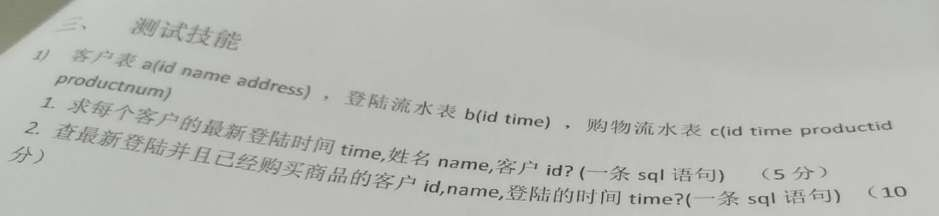 三、 测试技能
1) 客户表 a(id name address) ，登陆流水表 b(id time) ，购物流水表 c(id time productid
productnum)
1. 求每个客户的最新登陆时间 time,姓名 name,客户 id? (一条 sql 语句) （5 分）
2. 查最新登陆并且已经购买商品的客户 id,name,登陆的时间 time?(一条 sql 语句) （10
分）